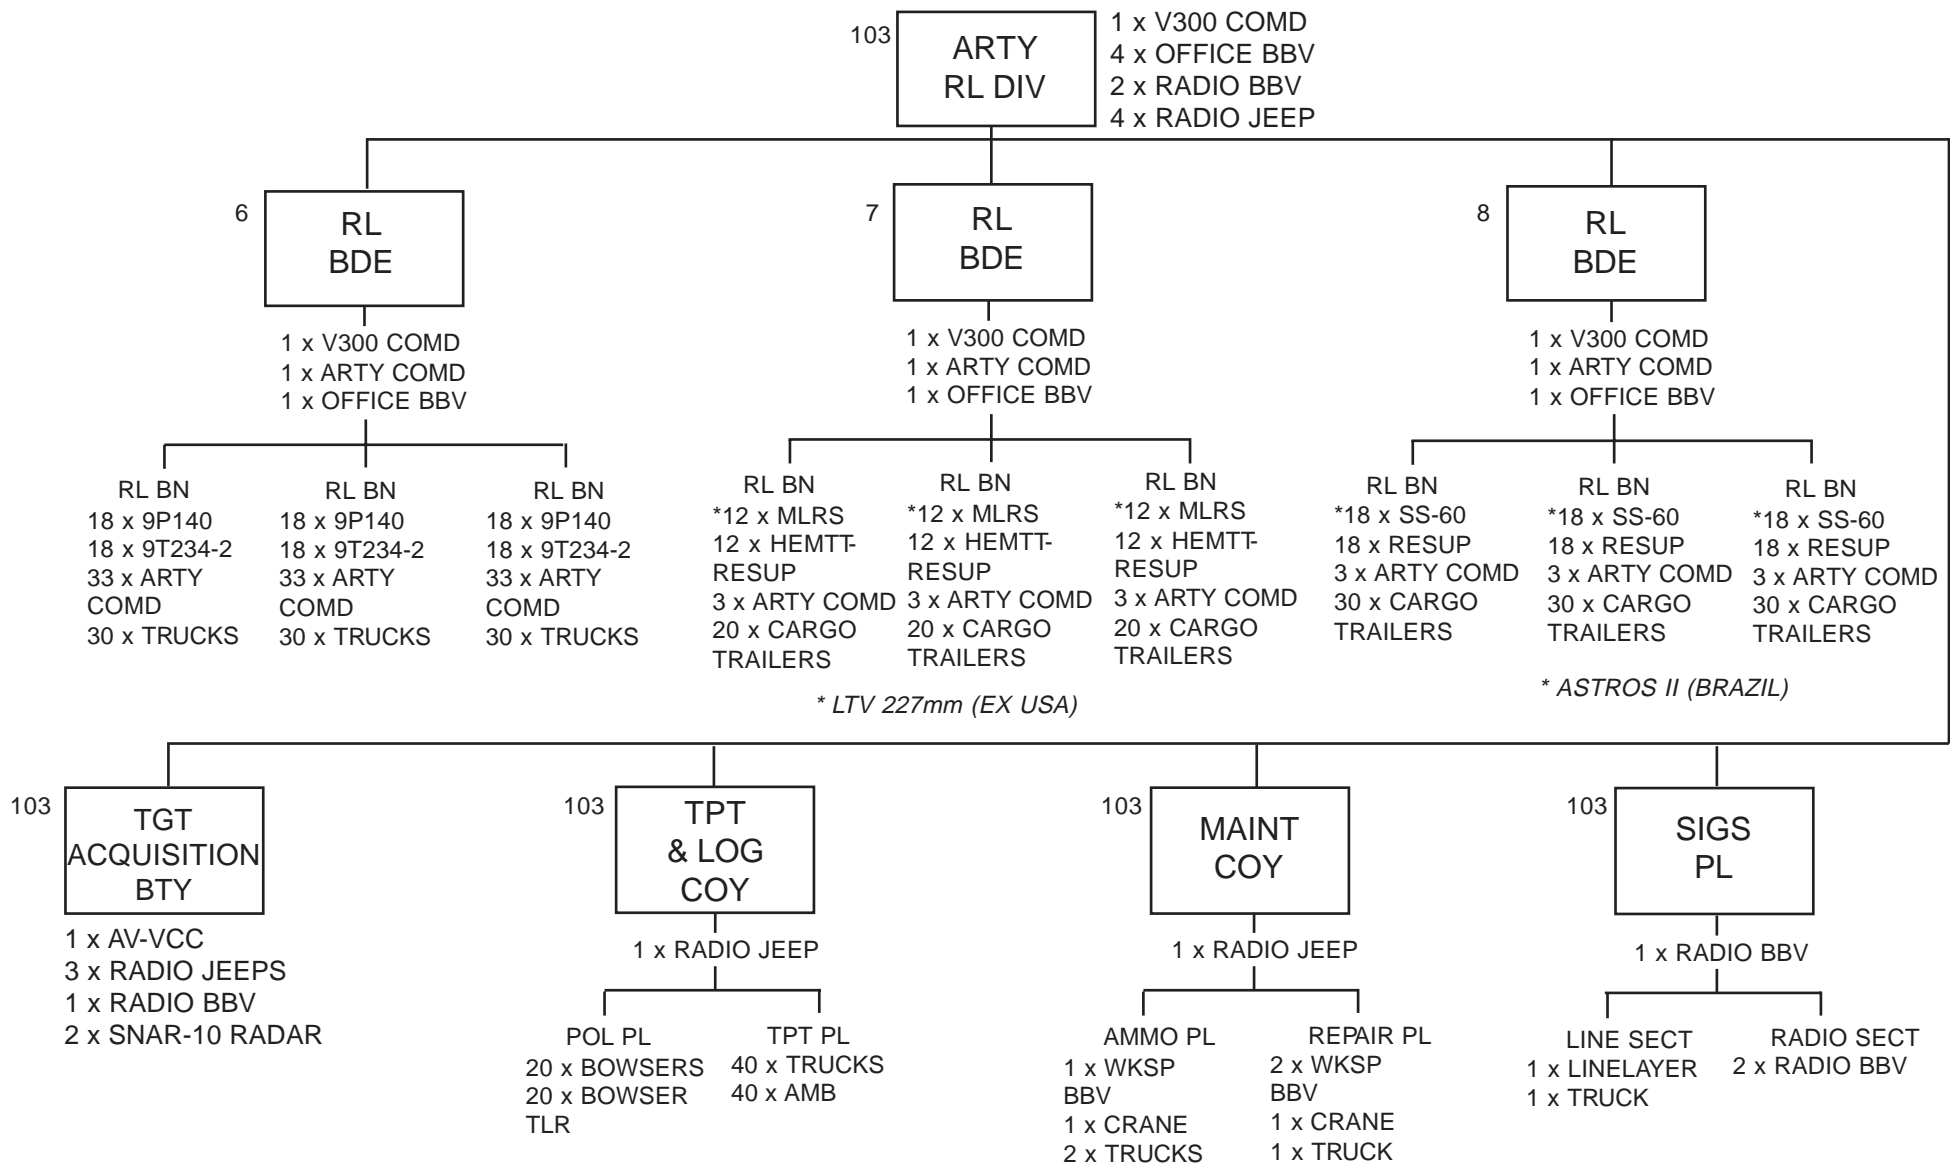 103
ARTY
RL DIV
1 x V300 COMD
4 x OFFICE BBV
2 x RADIO BBV
4 x RADIO JEEP
6
RL
BDE
1 x V300 COMD
1 x ARTY COMD
1 x OFFICE BBV
7
RL
BDE
1 x V300 COMD
1 x ARTY COMD
1 x OFFICE BBV
8
RL
BDE
1 x V300 COMD
1 x ARTY COMD
1 x OFFICE BBV
RL BN
18 x 9P140
18 x 9T234-2
33 x ARTY
COMD
30 x TRUCKS
RL BN
18 x 9P140
18 x 9T234-2
33 x ARTY
COMD
30 x TRUCKS
RL BN
18 x 9P140
18 x 9T234-2
33 x ARTY
COMD
30 x TRUCKS
RL BN
*12 x MLRS
12 x HEMTT-
RESUP
3 x ARTY COMD
20 x CARGO
TRAILERS
RL BN
*12 x MLRS
12 x HEMTT-
RESUP
3 x ARTY COMD
20 x CARGO
TRAILERS
RL BN
*12 x MLRS
12 x HEMTT-
RESUP
3 x ARTY COMD
20 x CARGO
TRAILERS
* LTV 227mm (EX USA)
RL BN
*18 x SS-60
18 x RESUP
3 x ARTY COMD
30 x CARGO
TRAILERS
RL BN
*18 x SS-60
18 x RESUP
3 x ARTY COMD
30 x CARGO
TRAILERS
RL BN
*18 x SS-60
18 x RESUP
3 x ARTY COMD
30 x CARGO
TRAILERS
* ASTROS II (BRAZIL)
103
TGT
ACQUISITION
BTY
1 x AV-VCC
3 x RADIO JEEPS
1 x RADIO BBV
2 x SNAR-10 RADAR
103
TPT
& LOG
COY
1 x RADIO JEEP
POL PL
20 x BOWSERS
20 x BOWSER
TLR
TPT PL
40 x TRUCKS
40 x AMB
103
MAINT
COY
1 x RADIO JEEP
AMMO PL
1 x WKSP
BBV
1 x CRANE
2 x TRUCKS
REPAIR PL
2 x WKSP
BBV
1 x CRANE
1 x TRUCK
103
SIGS
PL
1 x RADIO BBV
LINE SECT
1 x LINELAYER
1 x TRUCK
RADIO SECT
2 x RADIO BBV